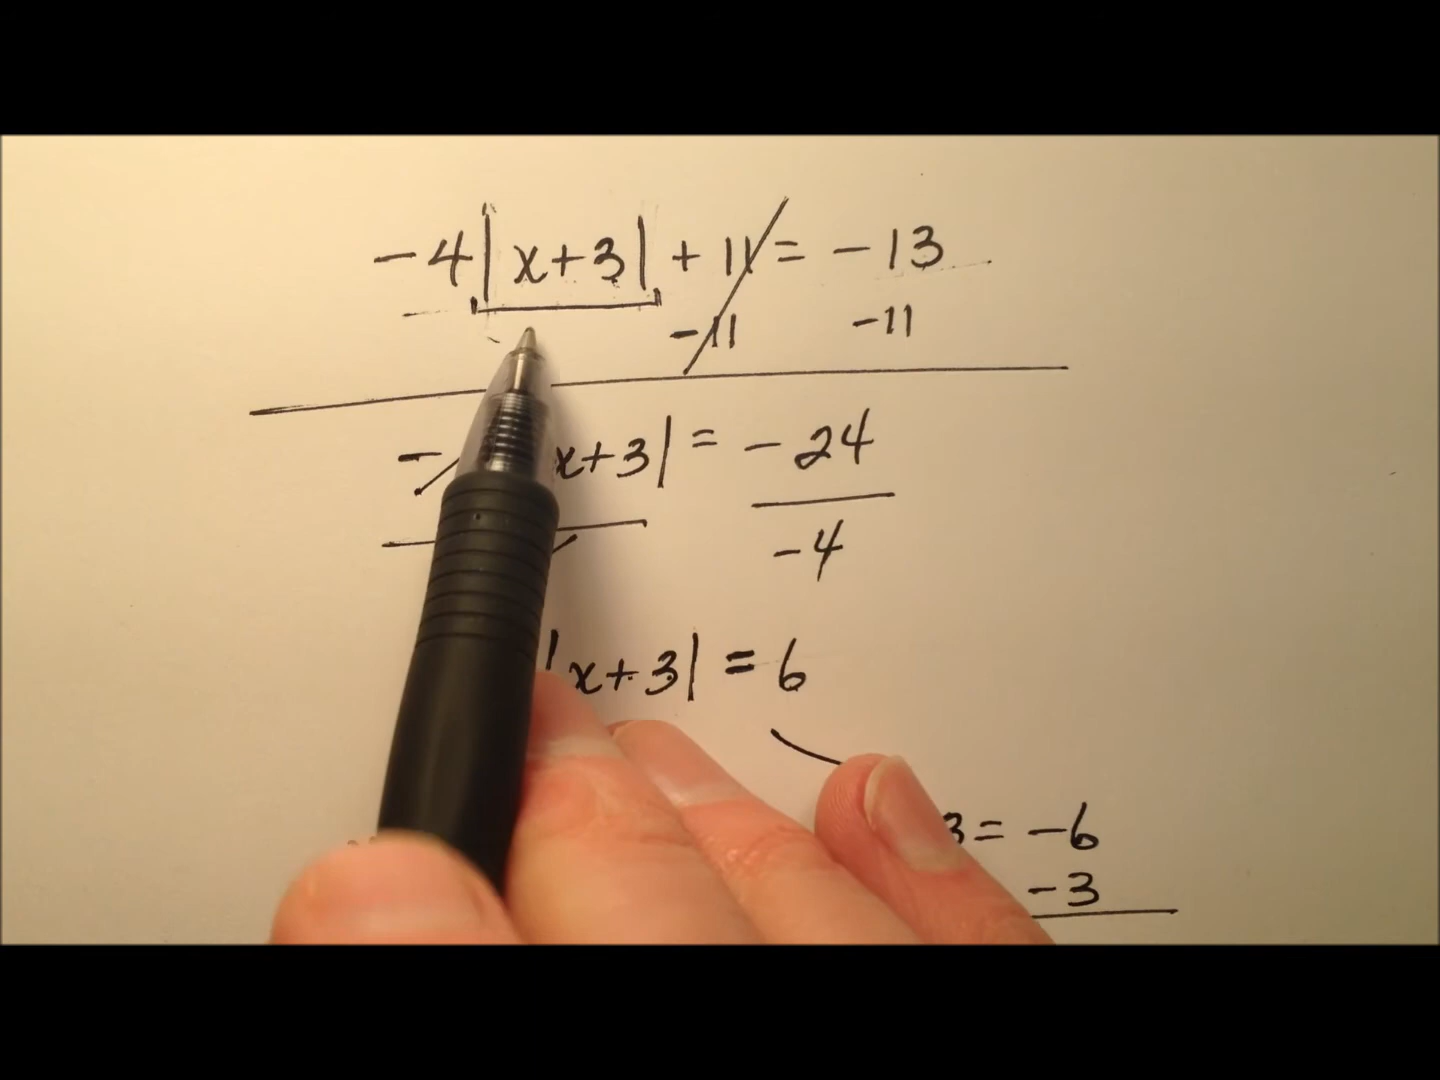 -4|x+3| + 11 = -13
-11 -11
- x+3| = -24
-4
|x+3| = 6
3 = -6
-3